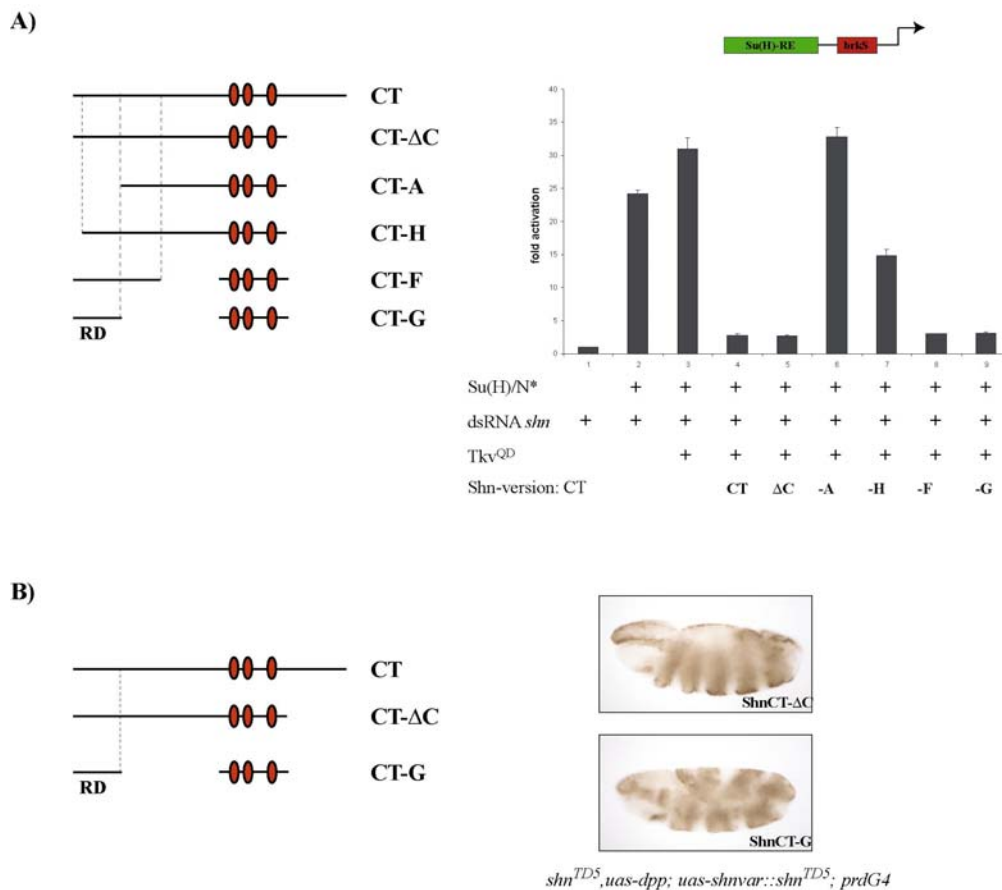 A)
CT
CT-ΔC
CT-A
CT-H
CT-F
CT-G
RD
Su(H)-RE brkS
fold activation
40
35
30
25
20
15
10
5
0
1 2 3 4 5 6 7 8 9
Su(H)/N* + + + + + + + +
dsRNA shn + + + + + + + + +
Tkv^QD + + + + + + +
Shn-version: CT CT ΔC -A -H -F -G
B)
CT
CT-ΔC
CT-G
RD
ShnCT-ΔC
ShnCT-G
shn^TD5,uas-dpp; uas-shnvar::shn^TD5; prdG4